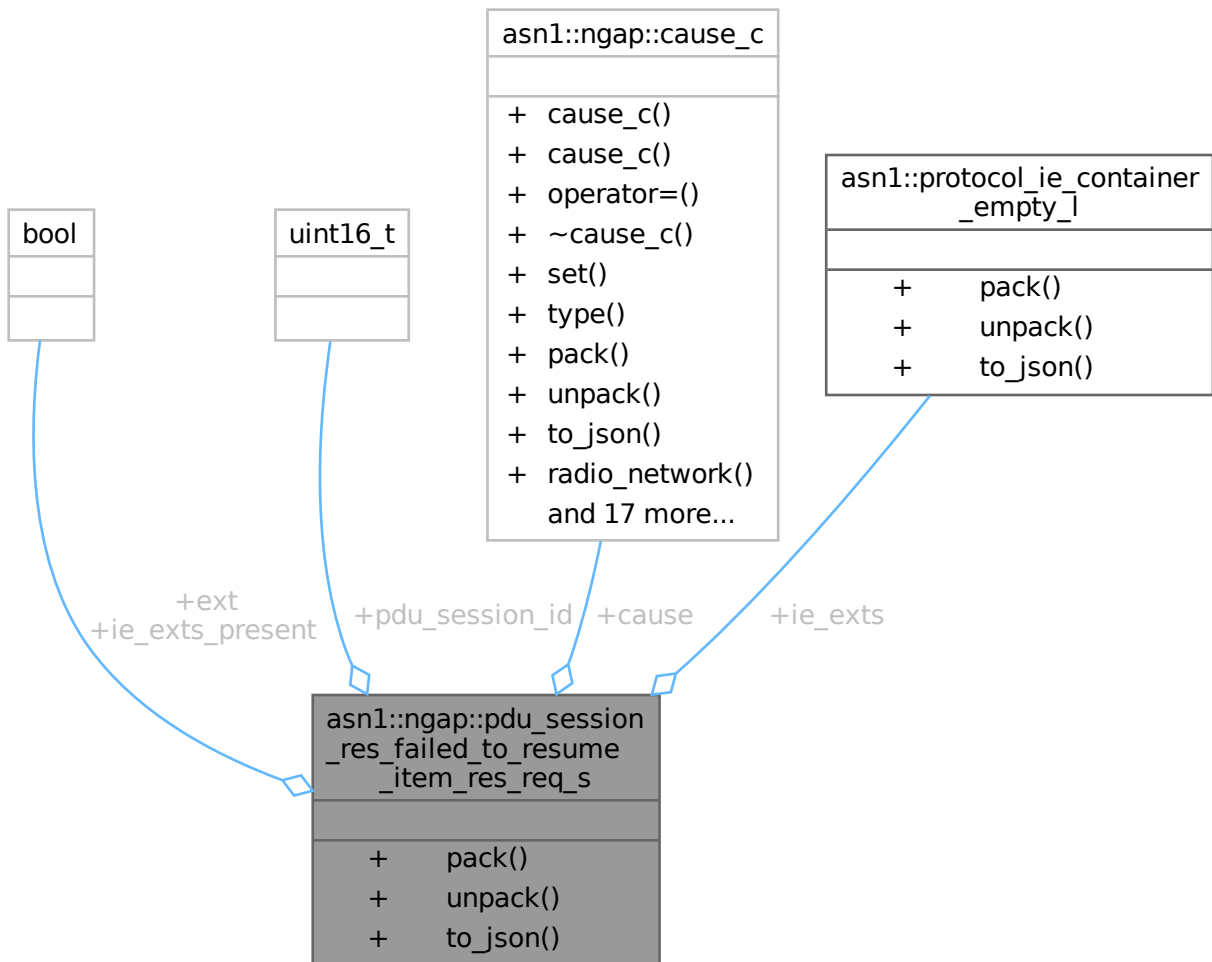 asn1::ngap::cause_c
+ cause_c()
+ cause_c()
+ operator=()
+ ~cause_c()
+ set()
+ type()
+ pack()
+ unpack()
+ to_json()
+ radio_network()
and 17 more...
asn1::protocol_ie_container
_empty_l
+ pack()
+ unpack()
+ to_json()
bool
uint16_t
+ext
+ie_exts_present
+pdu_session_id
+cause
+ie_exts
asn1::ngap::pdu_session
_res_failed_to_resume
_item_res_req_s
+ pack()
+ unpack()
+ to_json()